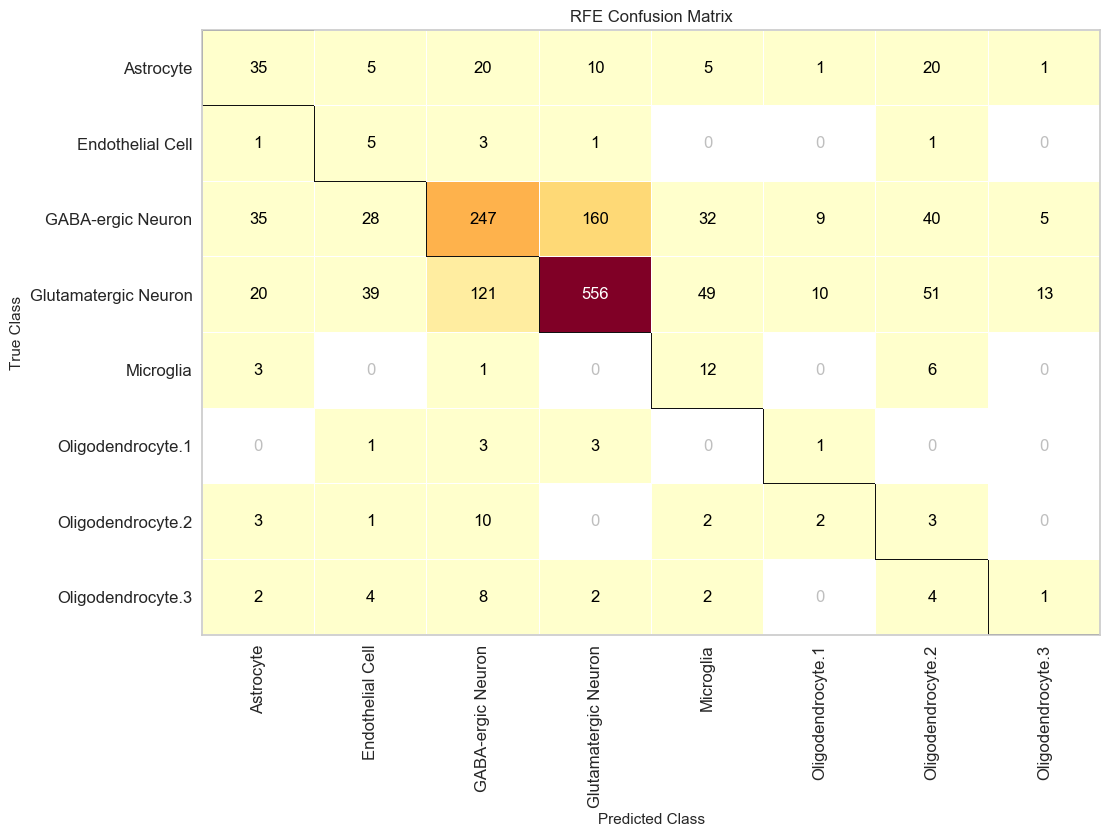 RFE Confusion Matrix
True Class
Astrocyte 35 5 20 10 5 1 20 1
Endothelial Cell 1 5 3 1 0 0 1 0
GABA-ergic Neuron 35 28 247 160 32 9 40 5
Glutamatergic Neuron 20 39 121 556 49 10 51 13
Microglia 3 0 1 0 12 0 6 0
Oligodendrocyte.1 0 1 3 3 0 1 0 0
Oligodendrocyte.2 3 1 10 0 2 2 3 0
Oligodendrocyte.3 2 4 8 2 2 0 4 1
Astrocyte
Endothelial Cell
GABA-ergic Neuron
Glutamatergic Neuron
Microglia
Oligodendrocyte.1
Oligodendrocyte.2
Oligodendrocyte.3
Predicted Class